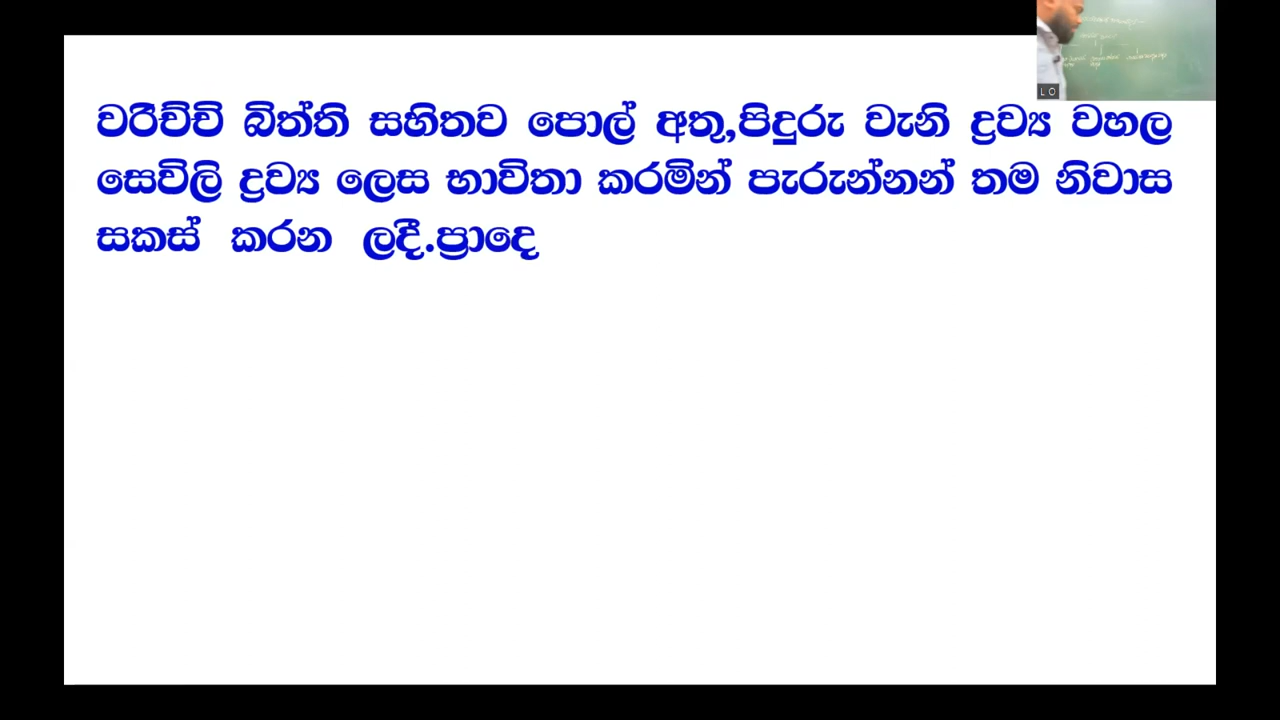 වරිච්චි බිත්ති සහිතව පොල් අතු,පිදුරු වැනි ද්‍රව්‍ය වහල
සෙවිලි ද්‍රව්‍ය ලෙස භාවිතා කරමින් පැරුන්නන් තම නිවාස
සකස් කරන ලදී.ප්‍රාදෙ
L O